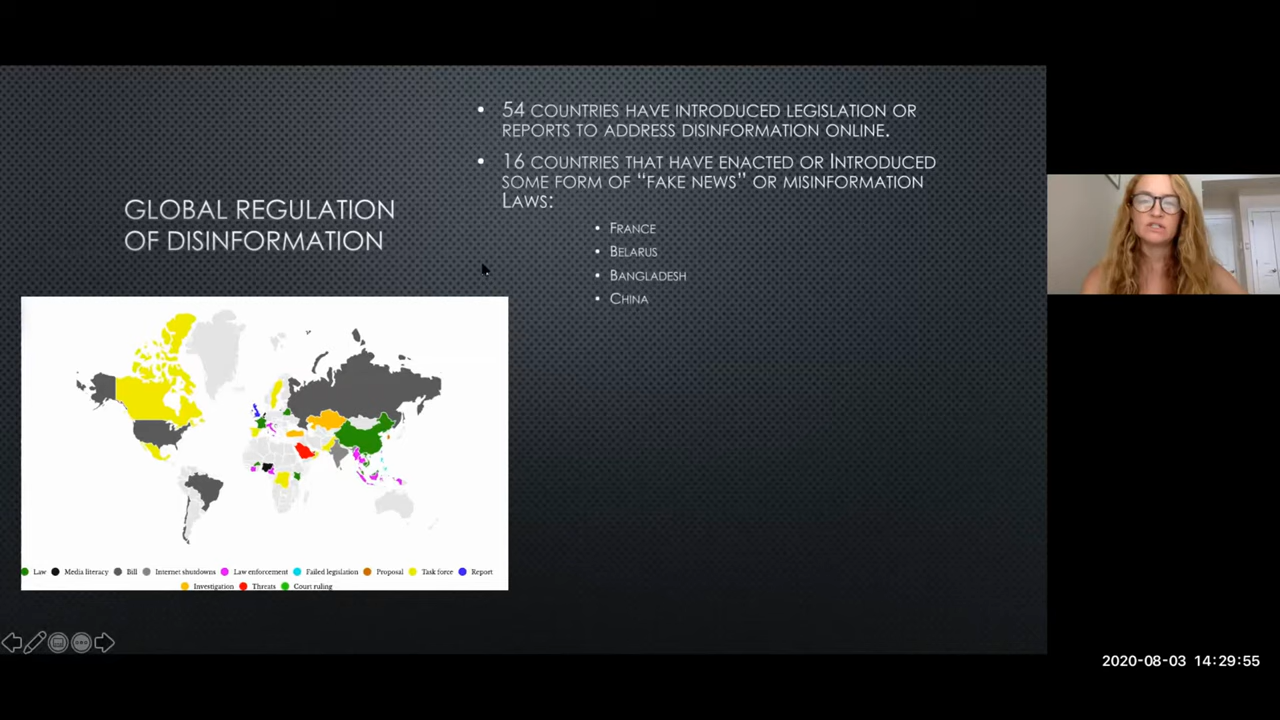 GLOBAL REGULATION
OF DISINFORMATION
54 COUNTRIES HAVE INTRODUCED LEGISLATION OR
REPORTS TO ADDRESS DISINFORMATION ONLINE.
16 COUNTRIES THAT HAVE ENACTED OR INTRODUCED
SOME FORM OF “FAKE NEWS” OR MISINFORMATION
LAWS:
FRANCE
BELARUS
BANGLADESH
CHINA
Law Media literacy Bill Internet shutdowns Law enforcement Failed legislation Proposal Task force Report
Investigation Threats Court ruling
2020-08-03 14:29:55